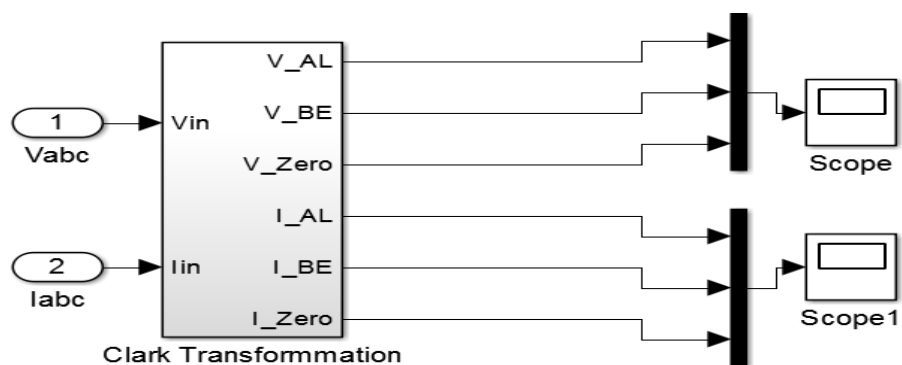 V_AL
V_BE
V_Zero
I_AL
I_BE
I_Zero
Vin
Iin
1
Vabc
2
Iabc
Clark Transformmation
Scope
Scope1